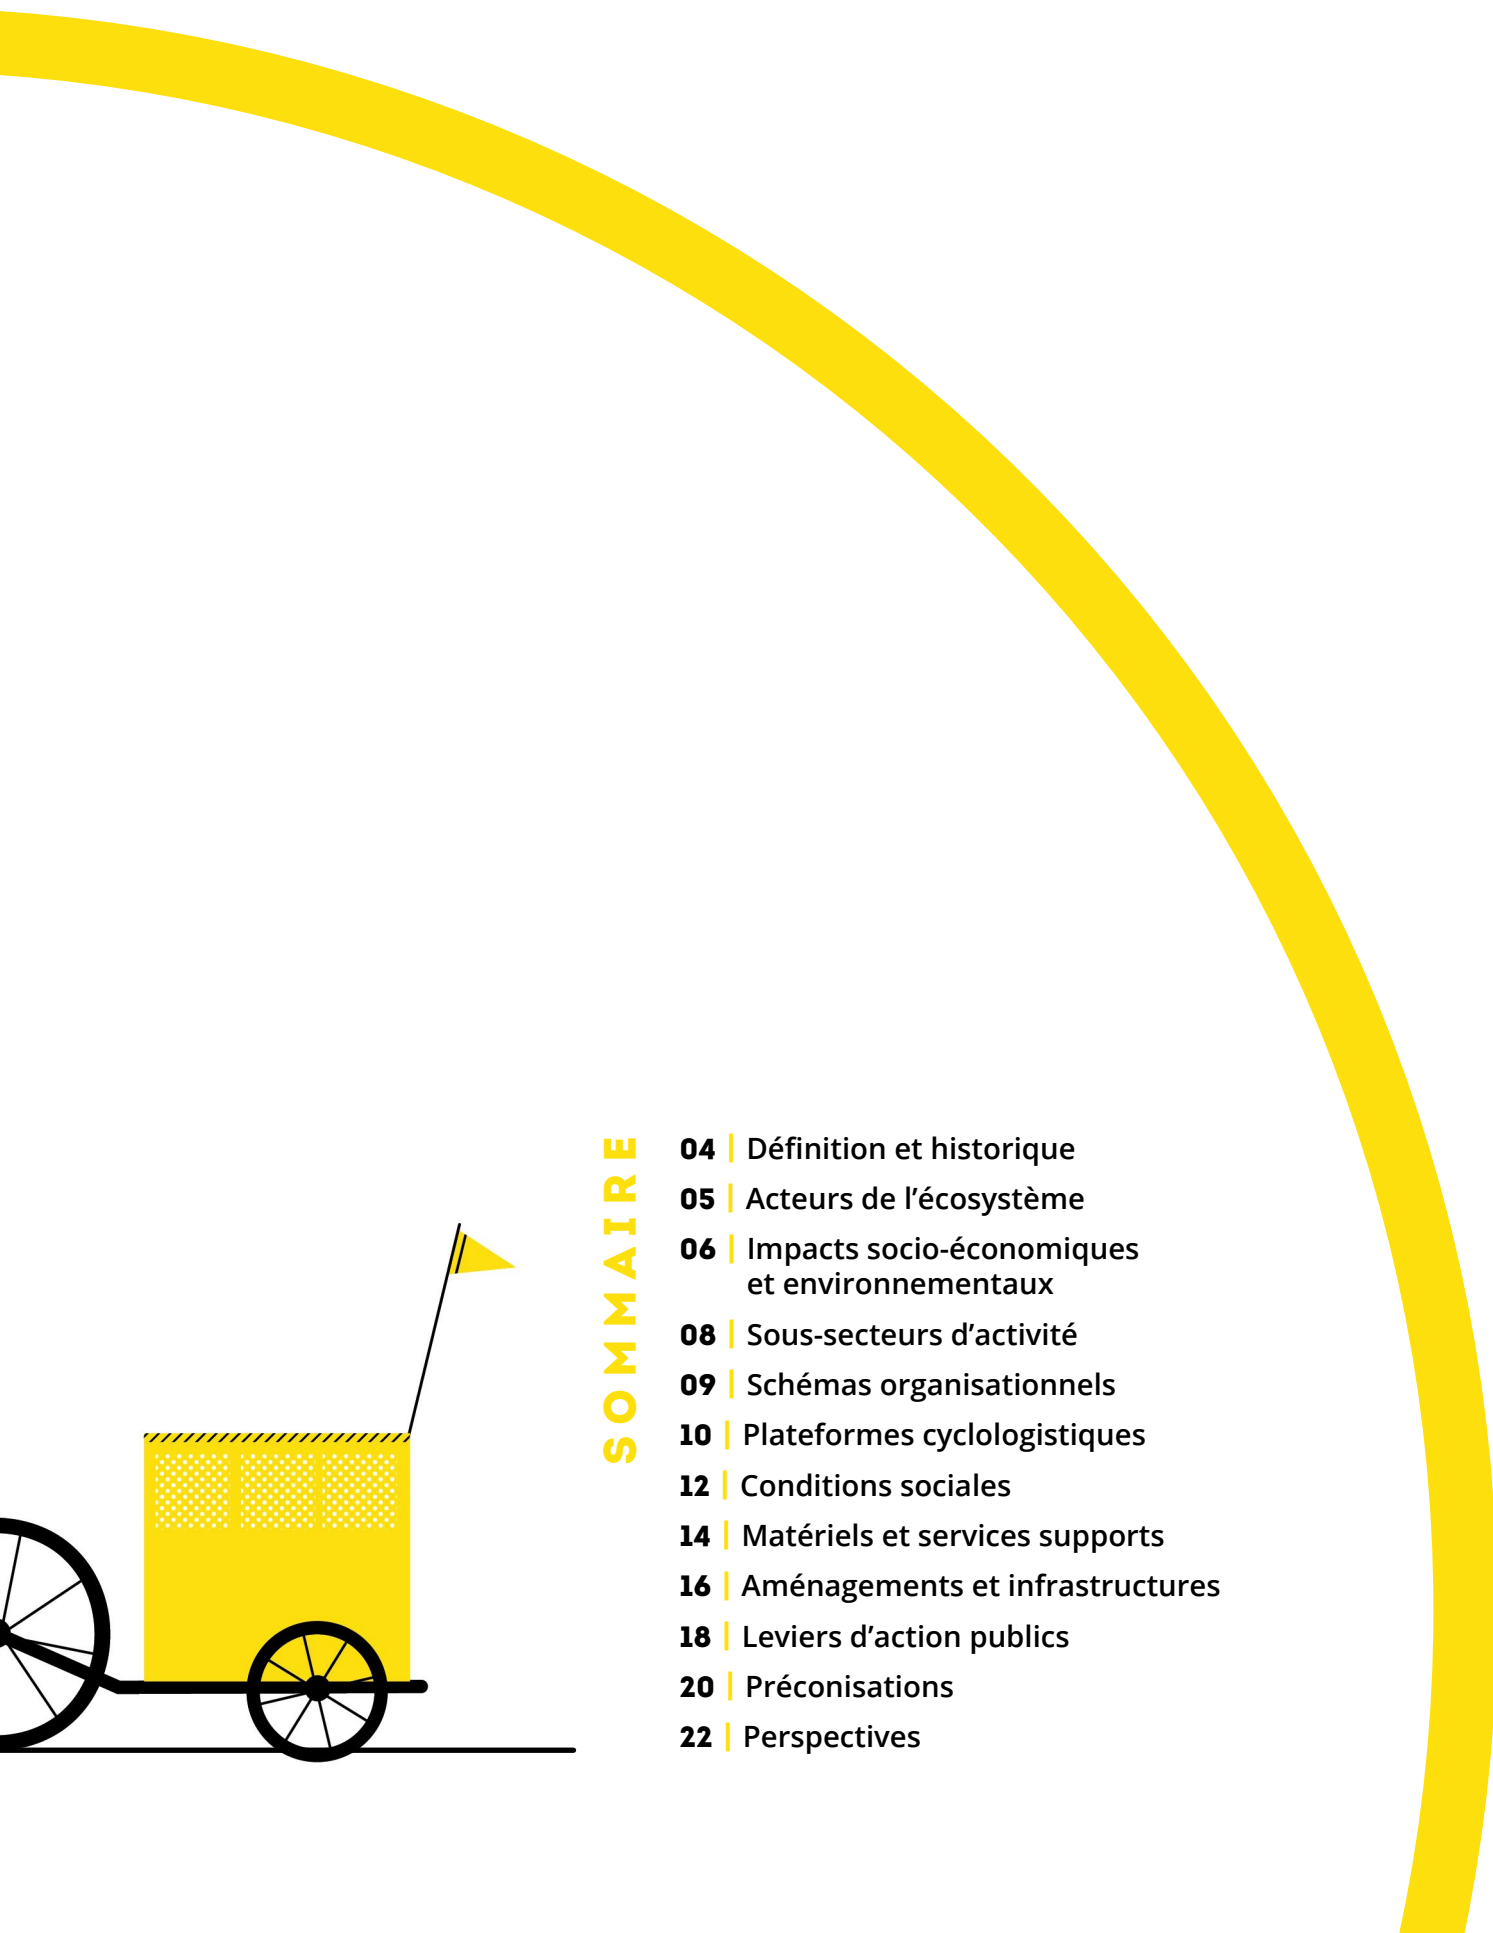 SOMMAIRE
04 | Définition et historique
05 | Acteurs de l’écosystème
06 | Impacts socio-économiques
et environnementaux
08 | Sous-secteurs d’activité
09 | Schémas organisationnels
10 | Plateformes cyclologistiques
12 | Conditions sociales
14 | Matériels et services supports
16 | Aménagements et infrastructures
18 | Leviers d’action publics
20 | Préconisations
22 | Perspectives